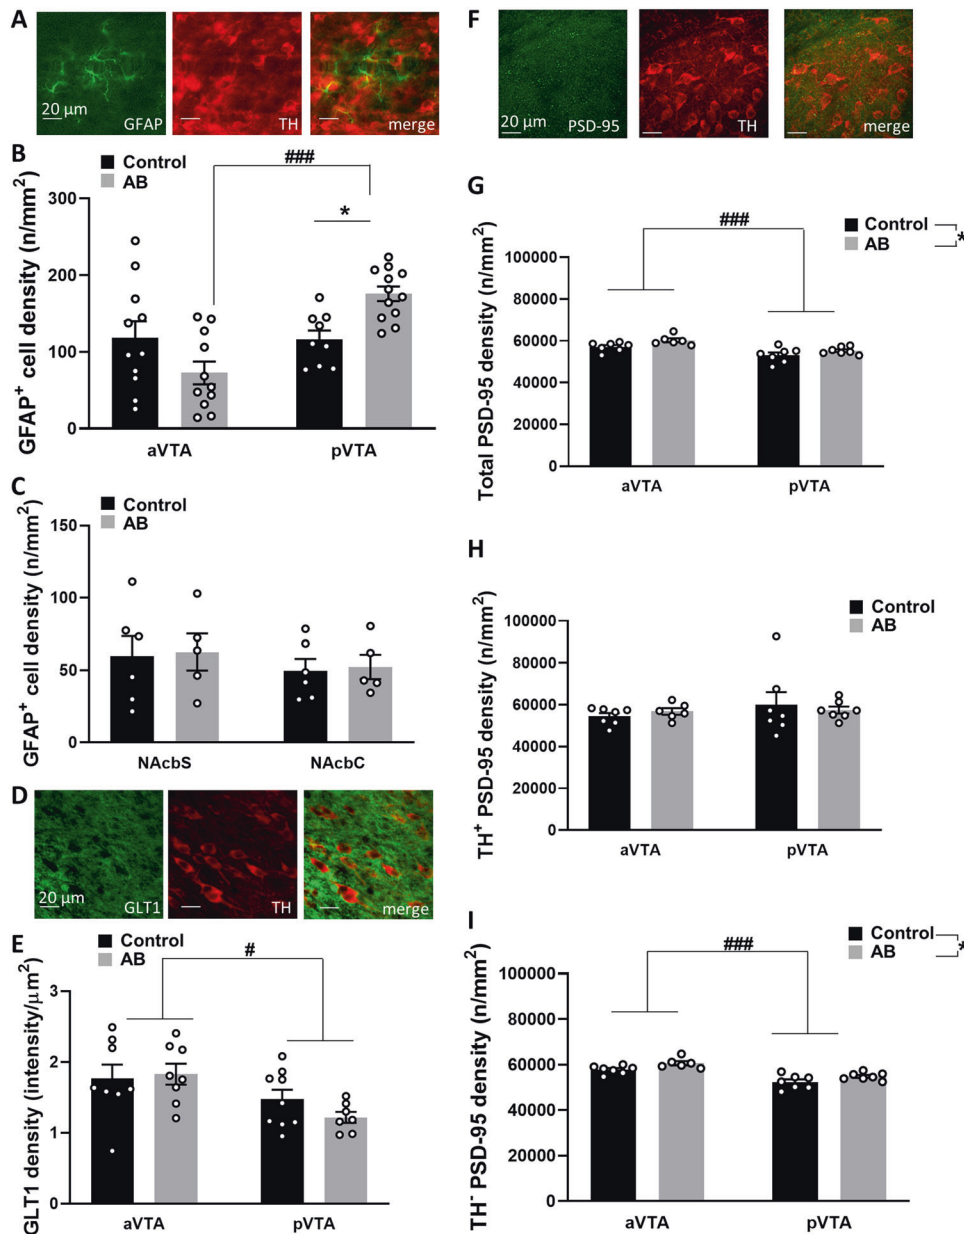 A
20 µm
GFAP
TH
merge
B
Control
AB
###
*
GFAP⁺ cell density (n/mm²)
300
200
100
0
aVTA
pVTA
C
Control
AB
GFAP⁺ cell density (n/mm²)
150
100
50
0
NAcbS
NAcbC
D
20 µm
GLT1
TH
merge
E
Control
AB
#
GLT1 density (intensity/µm²)
3
2
1
0
aVTA
pVTA
F
20 µm
PSD-95
TH
merge
G
Control
AB
*
###
Total PSD-95 density (n/mm²)
100000
80000
60000
40000
20000
0
aVTA
pVTA
H
Control
AB
TH⁺ PSD-95 density (n/mm²)
100000
80000
60000
40000
20000
0
aVTA
pVTA
I
Control
AB
*
###
TH⁻ PSD-95 density (n/mm²)
100000
80000
60000
40000
20000
0
aVTA
pVTA